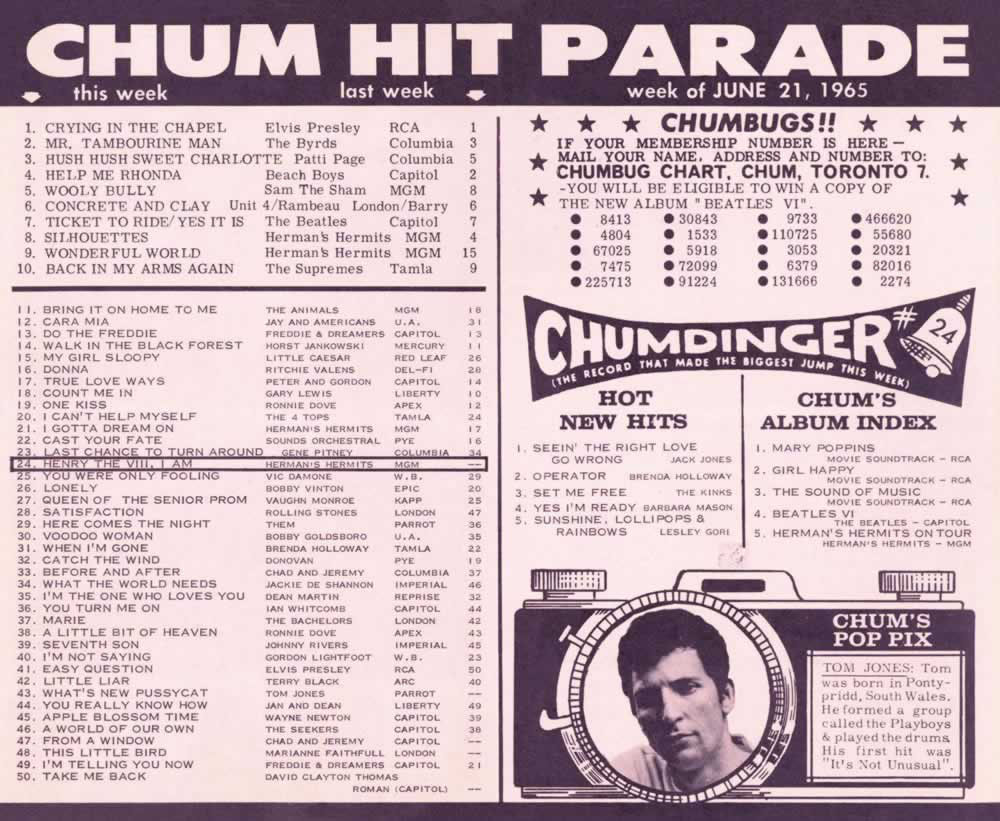 CHUM HIT PARADE
this week last week week of JUNE 21, 1965
1. CRYING IN THE CHAPEL Elvis Presley RCA 1
2. MR. TAMBOURINE MAN The Byrds Columbia 3
3. HUSH HUSH SWEET CHARLOTTE Patti Page Columbia 5
4. HELP ME RHONDA Beach Boys Capitol 2
5. WOOLY BULLY Sam The Sham MGM 8
6. CONCRETE AND CLAY Unit 4/Rambeau London/Barry 6
7. TICKET TO RIDE/YES IT IS The Beatles Capitol 7
8. SILHOUETTES Herman's Hermits MGM 4
9. WONDERFUL WORLD Herman's Hermits MGM 15
10. BACK IN MY ARMS AGAIN The Supremes Tamla 9
11. BRING IT ON HOME TO ME THE ANIMALS MGM 18
12. CARA MIA JAY AND AMERICANS U.A. 31
13. DO THE FREDDIE FREDDIE & DREAMERS CAPITOL 13
14. WALK IN THE BLACK FOREST HORST JANKOWSKI MERCURY 11
15. MY GIRL SLOOPY LITTLE CAESAR RED LEAF 26
16. DONNA RITCHIE VALENS DEL-FI 28
17. TRUE LOVE WAYS PETER AND GORDON CAPITOL 14
18. COUNT ME IN GARY LEWIS LIBERTY 10
19. ONE KISS RONNIE DOVE APEX 12
20. I CAN'T HELP MYSELF THE 4 TOPS TAMLA 24
21. I GOTTA DREAM ON HERMAN'S HERMITS MGM 17
22. CAST YOUR FATE SOUNDS ORCHESTRAL PYE 16
23. LAST CHANCE TO TURN AROUND GENE PITNEY COLUMBIA 34
24. HENRY THE VIII, I AM HERMAN'S HERMITS MGM --
25. YOU WERE ONLY FOOLING VIC DAMONE W.B. 29
26. LONELY BOBBY VINTON EPIC 20
27. QUEEN OF THE SENIOR PROM VAUGHN MONROE KAPP 25
28. SATISFACTION ROLLING STONES LONDON 47
29. HERE COMES THE NIGHT THEM PARROT 36
30. VOODOO WOMAN BOBBY GOLDSBORO U.A. 35
31. WHEN I'M GONE BRENDA HOLLOWAY TAMLA 22
32. CATCH THE WIND DONOVAN PYE 19
33. BEFORE AND AFTER CHAD AND JEREMY COLUMBIA 37
34. WHAT THE WORLD NEEDS JACKIE DE SHANNON IMPERIAL 46
35. I'M THE ONE WHO LOVES YOU DEAN MARTIN REPRISE 32
36. YOU TURN ME ON IAN WHITCOMB CAPITOL 44
37. MARIE THE BACHELORS LONDON 42
38. A LITTLE BIT OF HEAVEN RONNIE DOVE APEX 43
39. SEVENTH SON JOHNNY RIVERS IMPERIAL 45
40. I'M NOT SAYING GORDON LIGHTFOOT W.B. 23
41. EASY QUESTION ELVIS PRESLEY RCA 50
42. LITTLE LIAR TERRY BLACK ARC 40
43. WHAT'S NEW PUSSYCAT TOM JONES PARROT --
44. YOU REALLY KNOW HOW JAN AND DEAN LIBERTY 49
45. APPLE BLOSSOM TIME WAYNE NEWTON CAPITOL 39
46. A WORLD OF OUR OWN THE SEEKERS CAPITOL 38
47. FROM A WINDOW CHAD AND JEREMY CAPITOL --
48. THIS LITTLE BIRD MARIANNE FAITHFULL LONDON --
49. I'M TELLING YOU NOW FREDDIE & DREAMERS CAPITOL 21
50. TAKE ME BACK DAVID CLAYTON THOMAS
ROMAN (CAPITOL) --
CHUMBUGS!!
IF YOUR MEMBERSHIP NUMBER IS HERE —
MAIL YOUR NAME, ADDRESS AND NUMBER TO:
CHUMBUG CHART, CHUM, TORONTO 7.
-YOU WILL BE ELIGIBLE TO WIN A COPY OF
THE NEW ALBUM "BEATLES VI".
8413 30843 9733 466620
4804 1533 110725 55680
67025 5918 3053 20321
7475 72099 6379 82016
225713 91224 131666 2274
CHUMDINGER #24
(THE RECORD THAT MADE THE BIGGEST JUMP THIS WEEK)
HOT
NEW HITS
1. SEEIN' THE RIGHT LOVE
GO WRONG JACK JONES
2. OPERATOR BRENDA HOLLOWAY
3. SET ME FREE THE KINKS
4. YES I'M READY BARBARA MASON
5. SUNSHINE, LOLLIPOPS &
RAINBOWS LESLEY GORI
CHUM'S
ALBUM INDEX
1. MARY POPPINS
MOVIE SOUNDTRACK - RCA
2. GIRL HAPPY
MOVIE SOUNDTRACK - RCA
3. THE SOUND OF MUSIC
MOVIE SOUNDTRACK - RCA
4. BEATLES VI
THE BEATLES - CAPITOL
5. HERMAN'S HERMITS ON TOUR
HERMAN'S HERMITS - MGM
CHUM'S
POP PIX
TOM JONES: Tom
was born in Ponty-
pridd, South Wales.
He formed a group
called the Playboys
& played the drums.
His first hit was
"It's Not Unusual".